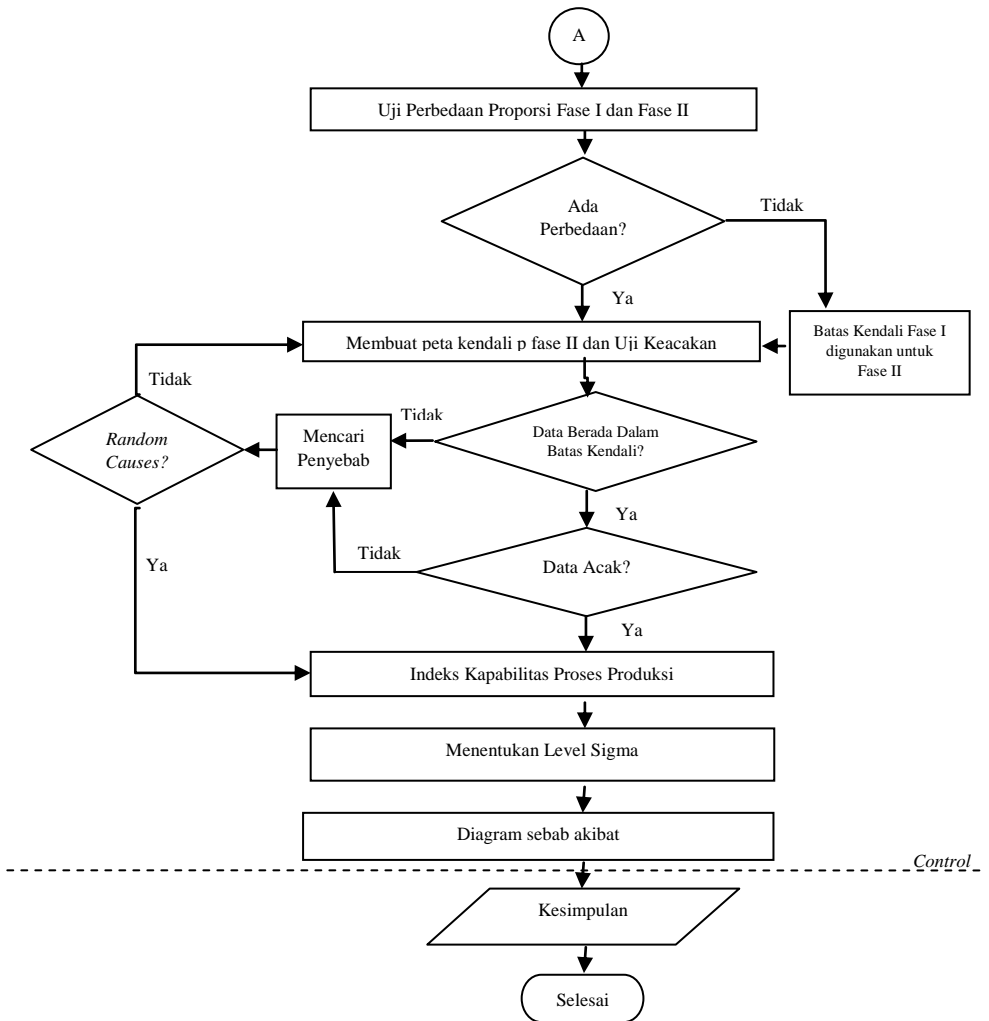 A
Uji Perbedaan Proporsi Fase I dan Fase II
Ada
Perbedaan?
Tidak
Ya
Membuat peta kendali p fase II dan Uji Keacakan
Batas Kendali Fase I
digunakan untuk
Fase II
Tidak
Random
Causes?
Mencari
Penyebab
Tidak
Data Berada Dalam
Batas Kendali?
Ya
Tidak
Data Acak?
Ya
Ya
Indeks Kapabilitas Proses Produksi
Menentukan Level Sigma
Diagram sebab akibat
Control
Kesimpulan
Selesai